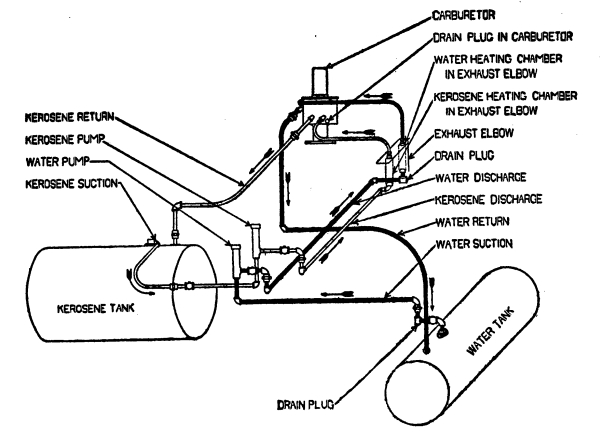 CARBURETOR
DRAIN PLUG IN CARBURETOR
WATER HEATING CHAMBER
IN EXHAUST ELBOW
KEROSENE HEATING CHAMBER
IN EXHAUST ELBOW
EXHAUST ELBOW
DRAIN PLUG
WATER DISCHARGE
KEROSENE DISCHARGE
WATER RETURN
WATER SUCTION
KEROSENE RETURN
KEROSENE PUMP
WATER PUMP
KEROSENE SUCTION
KEROSENE TANK
WATER TANK
DRAIN PLUG